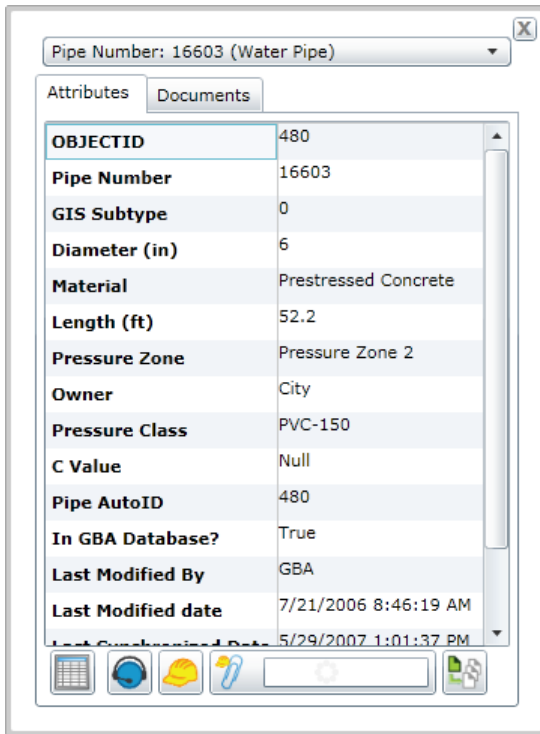 X
Pipe Number: 16603 (Water Pipe)
Attributes Documents
OBJECTID 480
Pipe Number 16603
GIS Subtype 0
Diameter (in) 6
Material Prestressed Concrete
Length (ft) 52.2
Pressure Zone Pressure Zone 2
Owner City
Pressure Class PVC-150
C Value Null
Pipe AutoID 480
In GBA Database? True
Last Modified By GBA
Last Modified date 7/21/2006 8:46:19 AM
Last Synchronized Date 5/29/2007 1:01:37 PM